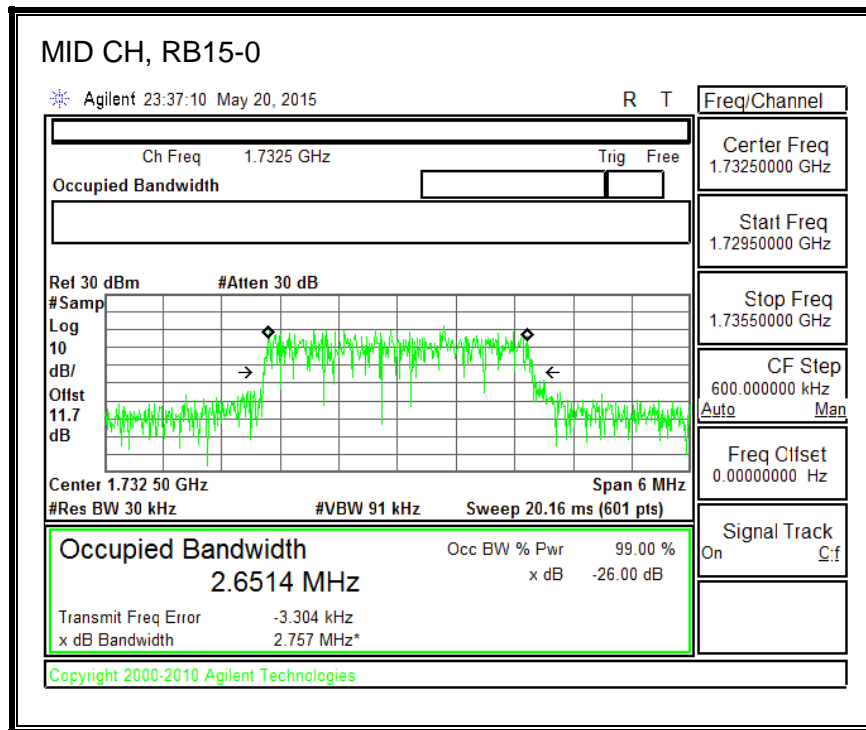 MID CH, RB15-0
Agilent 23:37:10 May 20, 2015 R T
Freq/Channel
Ch Freq 1.7325 GHz Trig Free
Occupied Bandwidth
Center Freq
1.73250000 GHz
Start Freq
1.72950000 GHz
Stop Freq
1.73550000 GHz
CF Step
600.000000 kHz
Auto Man
Freq Offset
0.00000000 Hz
Signal Track
On Off
Ref 30 dBm #Atten 30 dB
#Samp
Log
10
dB/
Offst
11.7
dB
Center 1.732 50 GHz Span 6 MHz
#Res BW 30 kHz #VBW 91 kHz Sweep 20.16 ms (601 pts)
Occupied Bandwidth
2.6514 MHz
Occ BW % Pwr 99.00 %
x dB -26.00 dB
Transmit Freq Error -3.304 kHz
x dB Bandwidth 2.757 MHz*
Copyright 2000-2010 Agilent Technologies